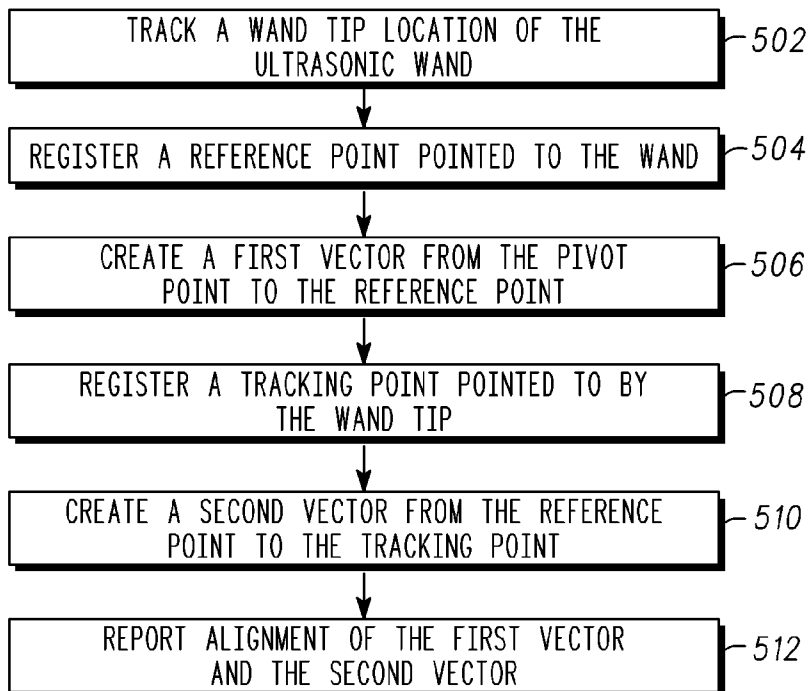 TRACK A WAND TIP LOCATION OF THE
ULTRASONIC WAND
502
REGISTER A REFERENCE POINT POINTED TO THE WAND
504
CREATE A FIRST VECTOR FROM THE PIVOT
POINT TO THE REFERENCE POINT
506
REGISTER A TRACKING POINT POINTED TO BY
THE WAND TIP
508
CREATE A SECOND VECTOR FROM THE REFERENCE
POINT TO THE TRACKING POINT
510
REPORT ALIGNMENT OF THE FIRST VECTOR
AND THE SECOND VECTOR
512